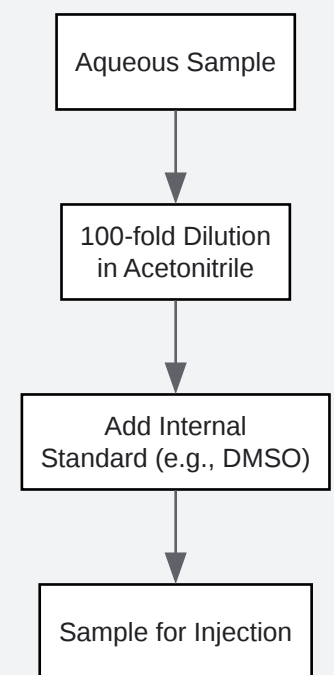 Aqueous Sample
100-fold Dilution
in Acetonitrile
Add Internal
Standard (e.g., DMSO)
Sample for Injection